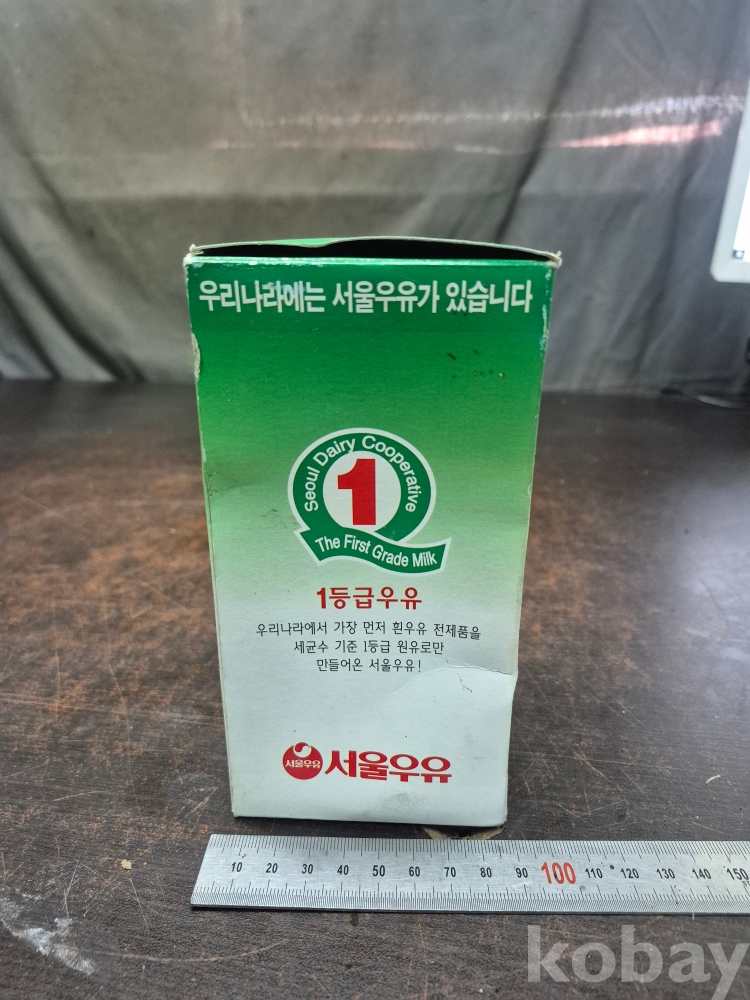 우리나라에는 서울우유가 있습니다
Seoul Dairy Cooperative
1
The First Grade Milk
1등급우유
우리나라에서 가장 먼저 흰우유 전제품을
세균수 기준 1등급 원유로만
만들어온 서울우유!
서울우유 서울우유
10 20 30 40 50 60 70 80 90 100 110 120 130 140 150
kobay